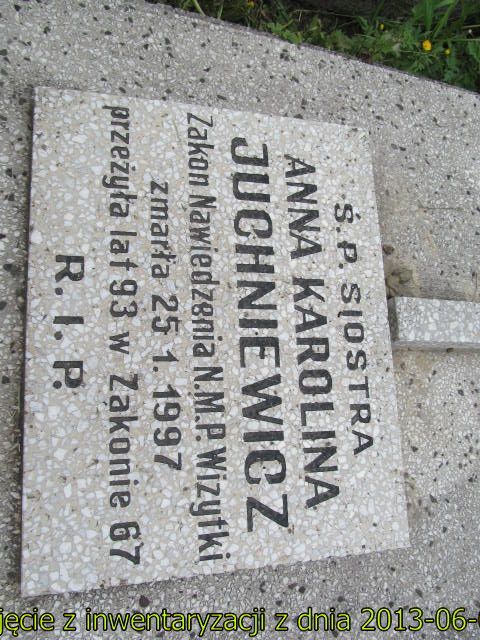 Ś. P. SIOSTRA
ANNA KAROLINA
JUCHNIEWICZ
Zakon Nawiedzenia N.M.P. Wizytki
zmarła 25 1. 1997
przeżyła lat 93 w Zakonie 67
R. I. P.
jęcie z inwentaryzacji z dnia 2013-06-